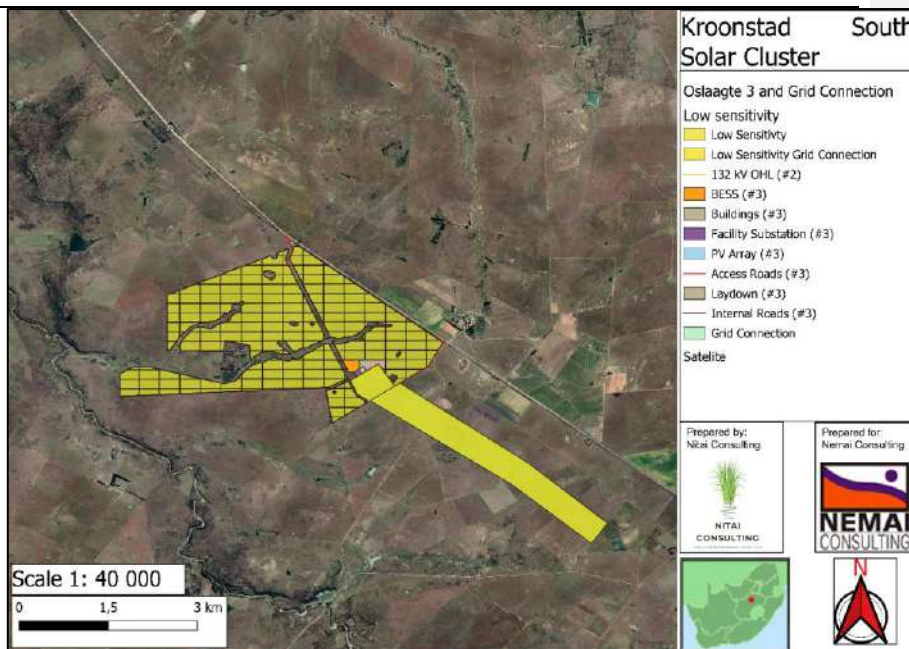 Kroonstad South
Solar Cluster
Oslaagte 3 and Grid Connection
Low sensitivity
Low Sensitivity
Low Sensitivity Grid Connection
132 kV OHL (#2)
BESS (#3)
Buildings (#3)
Facility Substation (#3)
PV Array (#3)
Access Roads (#3)
Laydown (#3)
Internal Roads (#3)
Grid Connection
Satelite
Prepared by:
Nitai Consulting
NITAI
CONSULTING
Prepared for:
Nemai Consulting
NEMAI
CONSULTING
N
Scale 1: 40 000
0 1,5 3 km